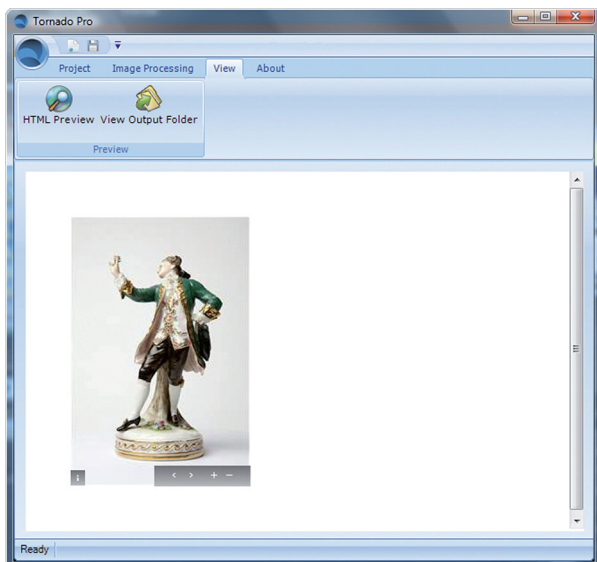 Tornado Pro
Project Image Processing View About
HTML Preview View Output Folder
Preview
i < > + −
Ready